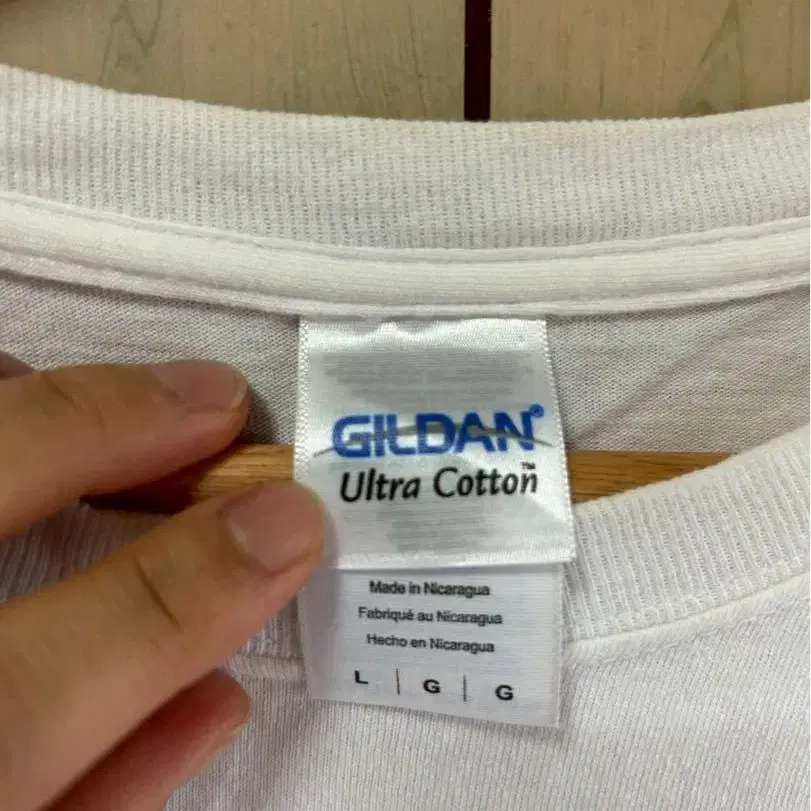 GILDAN®
Ultra Cotton™
Made in Nicaragua
Fabriqué au Nicaragua
Hecho en Nicaragua
L | G | G